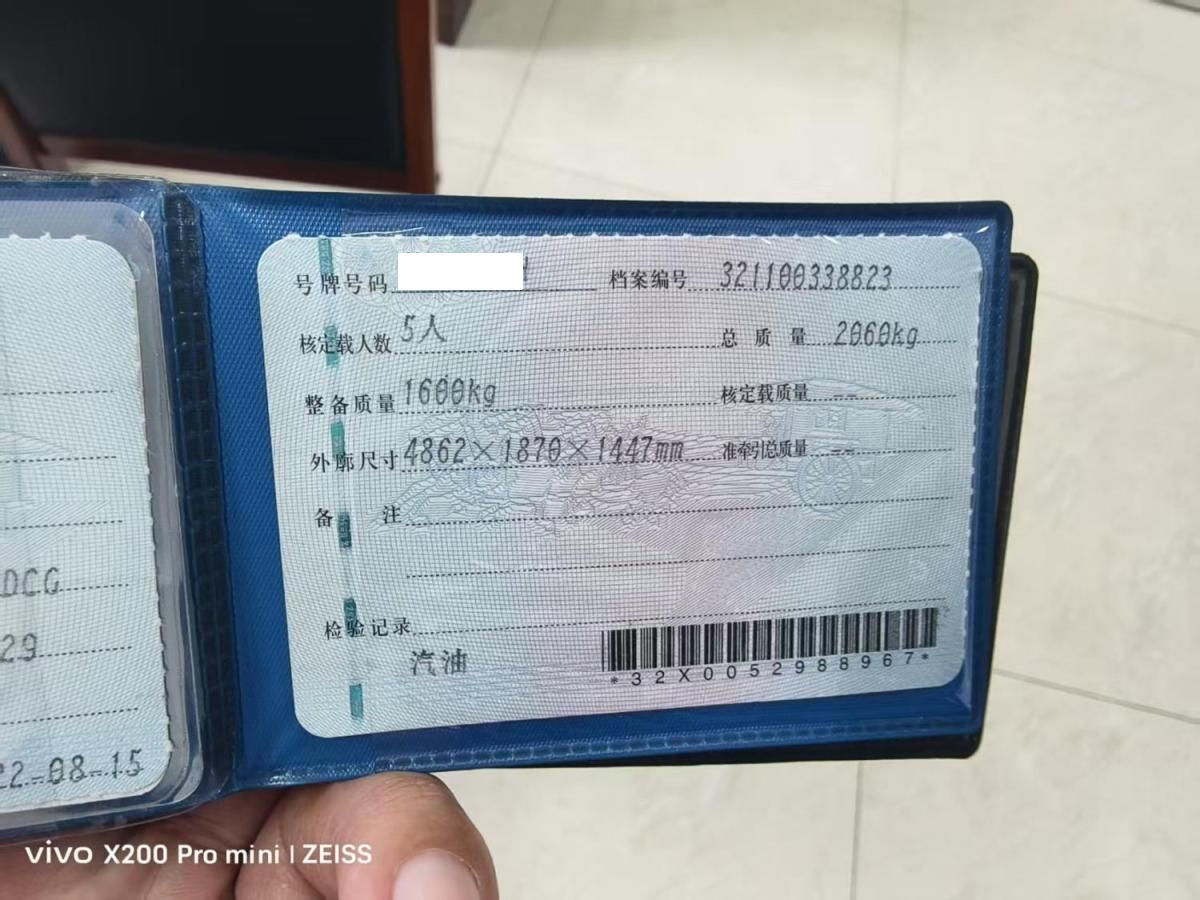 号牌号码 档案编号 321100338823
核定载人数 5人 总质量 2060kg
整备质量 1600kg 核定载质量 --
外廓尺寸 4862×1870×1447mm 准牵引总质量 --
备注
检验记录
汽油
*32X0052988967*
DCG
29
22-08-15
vivo X200 Pro mini | ZEISS